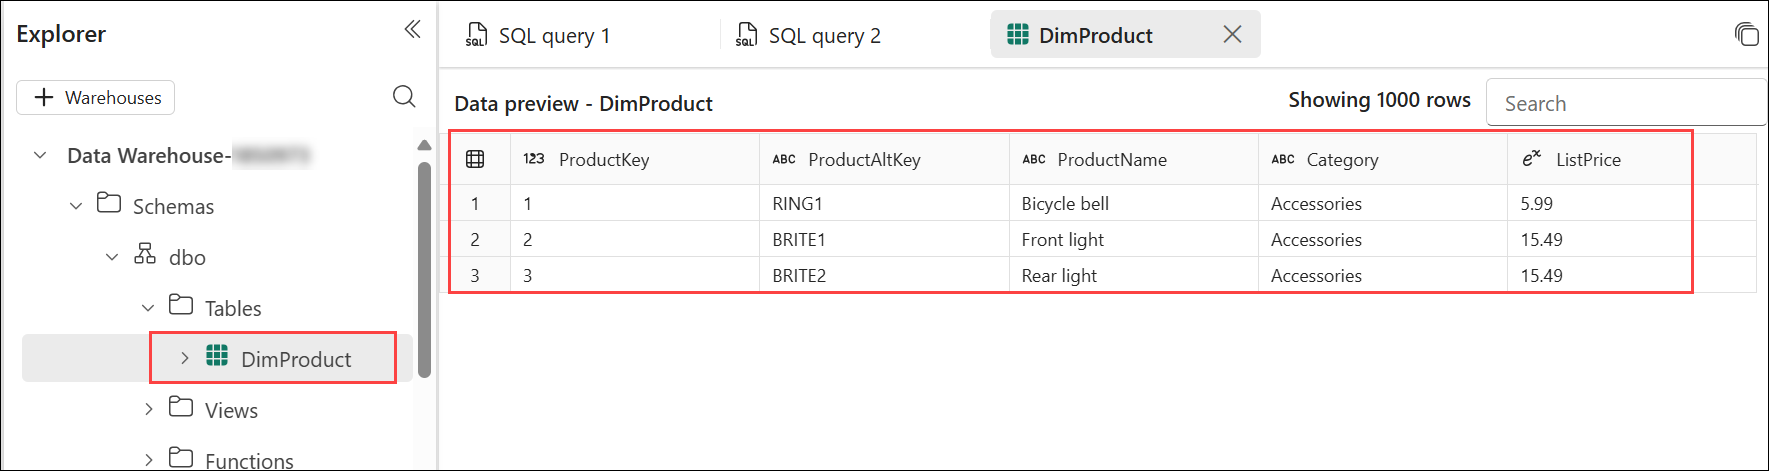 Explorer
+ Warehouses
Data Warehouse-
Schemas
dbo
Tables
DimProduct
Views
Functions
SQL SQL query 1
SQL SQL query 2
DimProduct
Data preview - DimProduct
Showing 1000 rows
Search
123 ProductKey ABC ProductAltKey ABC ProductName ABC Category eˣ ListPrice
1 1 RING1 Bicycle bell Accessories 5.99
2 2 BRITE1 Front light Accessories 15.49
3 3 BRITE2 Rear light Accessories 15.49